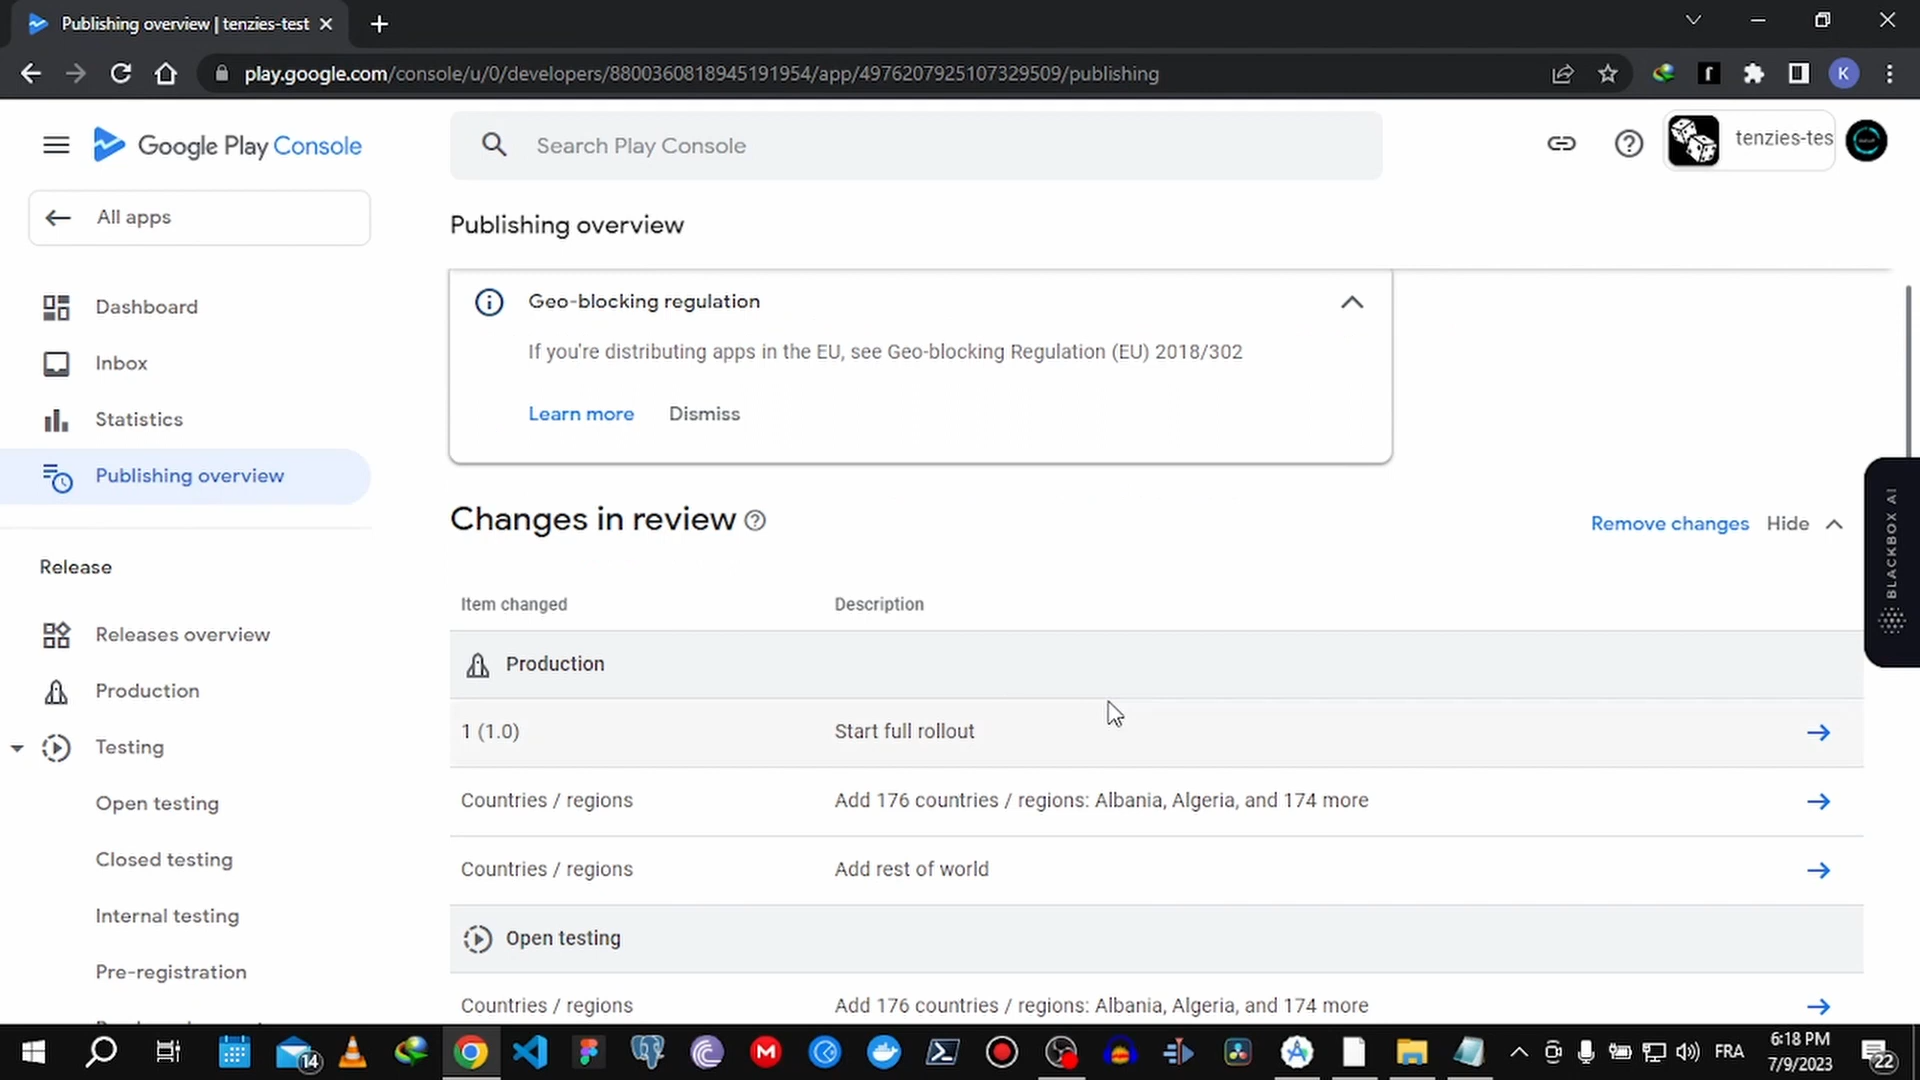 Publishing overview | tenzies-test
play.google.com/console/u/0/developers/8800360818945191954/app/4976207925107329509/publishing
K
Google Play Console
Search Play Console
tenzies-tes
All apps
Publishing overview
Dashboard
Inbox
Statistics
Publishing overview
Release
Releases overview
Production
Testing
Open testing
Closed testing
Internal testing
Pre-registration
Geo-blocking regulation
If you're distributing apps in the EU, see Geo-blocking Regulation (EU) 2018/302
Learn more Dismiss
Changes in review
Remove changes Hide
Item changed Description
Production
1 (1.0) Start full rollout
Countries / regions Add 176 countries / regions: Albania, Algeria, and 174 more
Countries / regions Add rest of world
Open testing
Countries / regions Add 176 countries / regions: Albania, Algeria, and 174 more
BLACKBOX AI
14
FRA
6:18 PM
7/9/2023
22